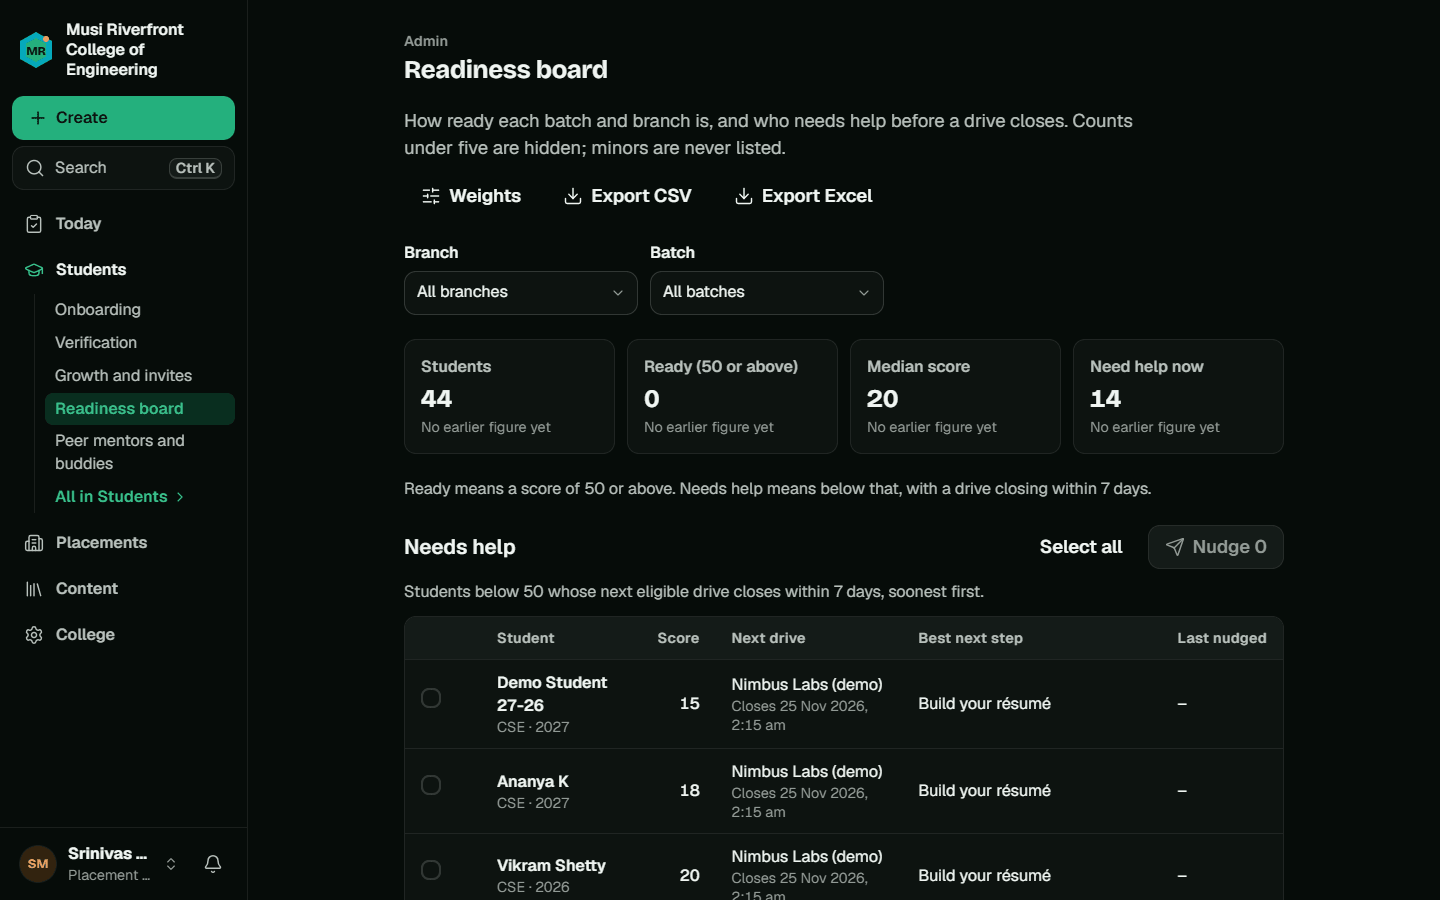 MR
Musi Riverfront
College of
Engineering
Create
Search
Ctrl K
Today
Students
Onboarding
Verification
Growth and invites
Readiness board
Peer mentors and
buddies
All in Students
Placements
Content
College
SM
Srinivas ...
Placement ...
Admin
Readiness board
How ready each batch and branch is, and who needs help before a drive closes. Counts
under five are hidden; minors are never listed.
Weights
Export CSV
Export Excel
Branch
Batch
All branches
All batches
Students
44
No earlier figure yet
Ready (50 or above)
0
No earlier figure yet
Median score
20
No earlier figure yet
Need help now
14
No earlier figure yet
Ready means a score of 50 or above. Needs help means below that, with a drive closing within 7 days.
Needs help
Select all
Nudge 0
Students below 50 whose next eligible drive closes within 7 days, soonest first.
Student Score Next drive Best next step Last nudged
Demo Student
27-26
CSE · 2027
15
Nimbus Labs (demo)
Closes 25 Nov 2026,
2:15 am
Build your résumé
–
Ananya K
CSE · 2027
18
Nimbus Labs (demo)
Closes 25 Nov 2026,
2:15 am
Build your résumé
–
Vikram Shetty
CSE · 2026
20
Nimbus Labs (demo)
Closes 25 Nov 2026,
2:15 am
Build your résumé
–